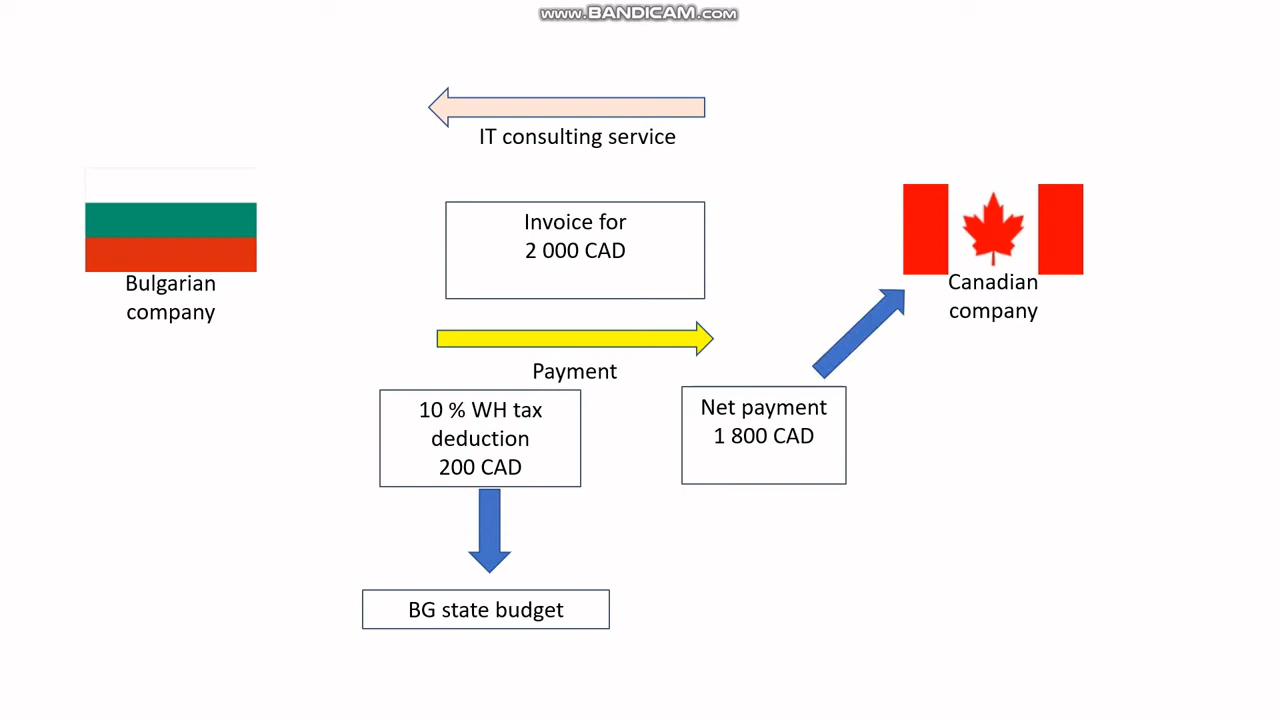 www.BANDICAM.com
IT consulting service
Invoice for
2 000 CAD
Bulgarian
company
Canadian
company
Payment
10 % WH tax
deduction
200 CAD
Net payment
1 800 CAD
BG state budget